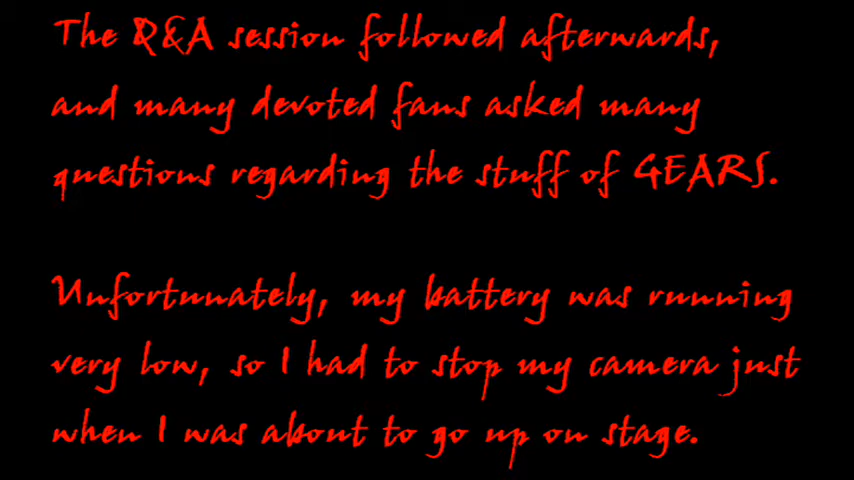 The Q&A session followed afterwards,
and many devoted fans asked many
questions regarding the stuff of GEARS.
Unfortunately, my battery was running
very low, so I had to stop my camera just
when I was about to go up on stage.